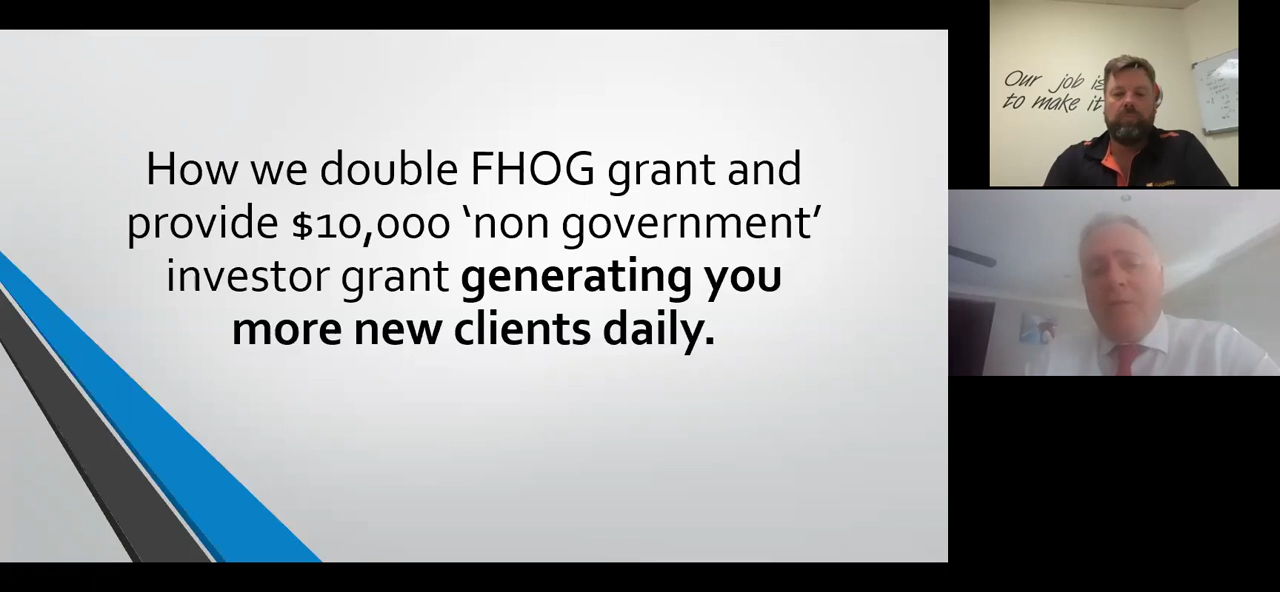 How we double FHOG grant and
provide $10,000 ‘non government’
investor grant generating you
more new clients daily.
Our job is
to make it